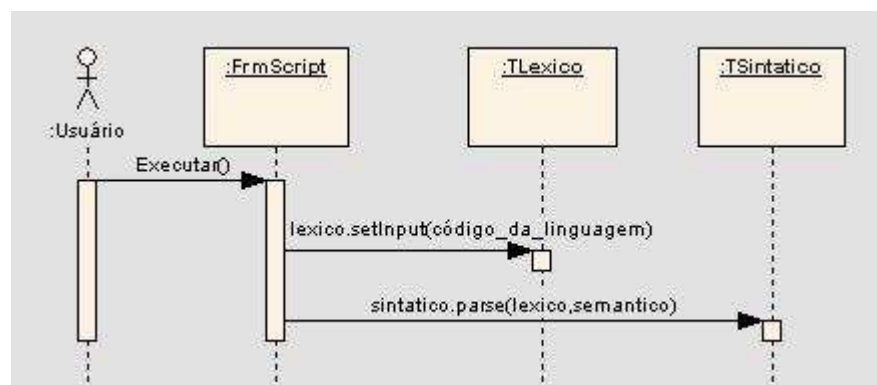 :FrmScript
:TLexico
:TSintatico
:Usuário
Executar()
lexico.setInput(código_da_linguagem)
sintatico.parse(lexico,semantico)